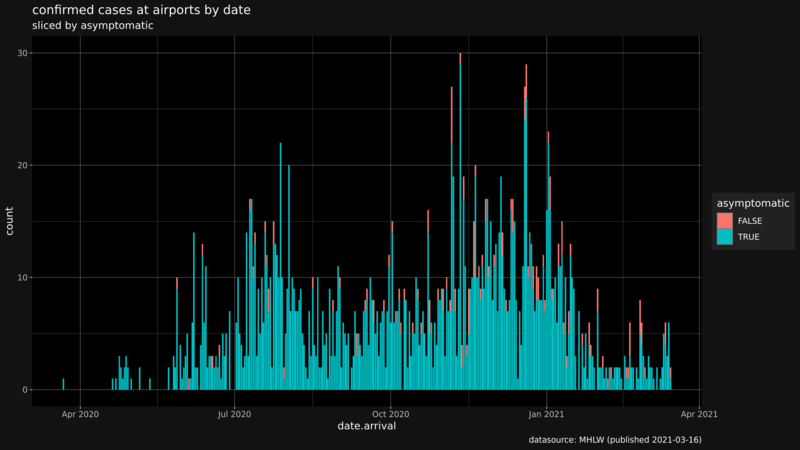 confirmed cases at airports by date
sliced by asymptomatic
30
20
10
0
count
Apr 2020
Jul 2020
Oct 2020
Jan 2021
Apr 2021
date.arrival
asymptomatic
FALSE
TRUE
datasource: MHLW (published 2021-03-16)